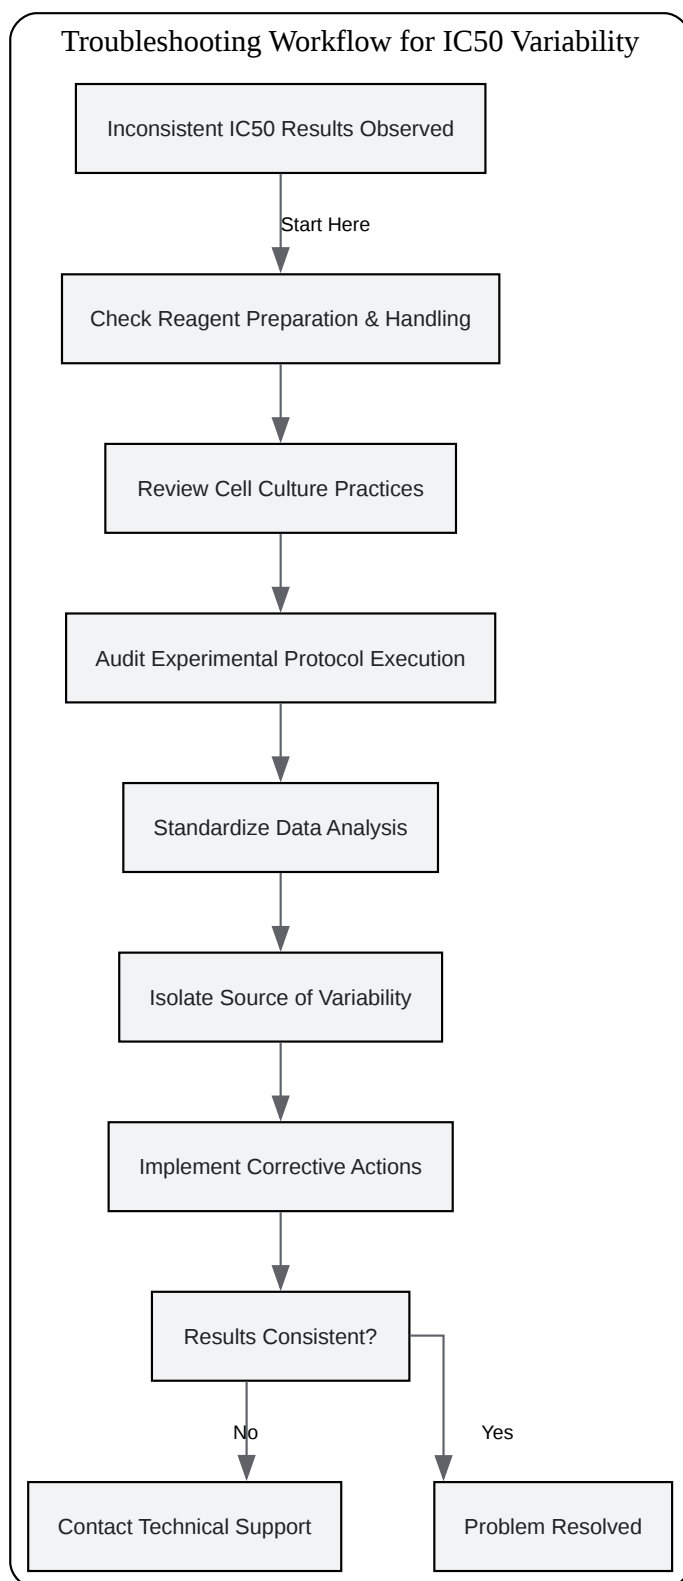 Troubleshooting Workflow for IC50 Variability
Inconsistent IC50 Results Observed
Start Here
Check Reagent Preparation & Handling
Review Cell Culture Practices
Audit Experimental Protocol Execution
Standardize Data Analysis
Isolate Source of Variability
Implement Corrective Actions
Results Consistent?
No
Yes
Contact Technical Support
Problem Resolved